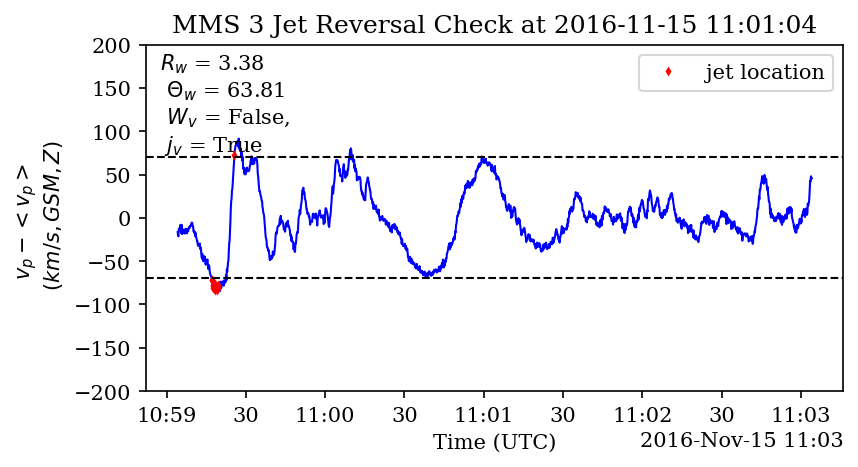 MMS 3 Jet Reversal Check at 2016-11-15 11:01:04
R_w = 3.38
Θ_w = 63.81
W_v = False,
j_v = True
jet location
v_p − < v_p >
(km/s, GSM, Z)
200
150
100
50
0
−50
−100
−150
−200
10:59 30 11:00 30 11:01 30 11:02 30 11:03
Time (UTC) 2016-Nov-15 11:03